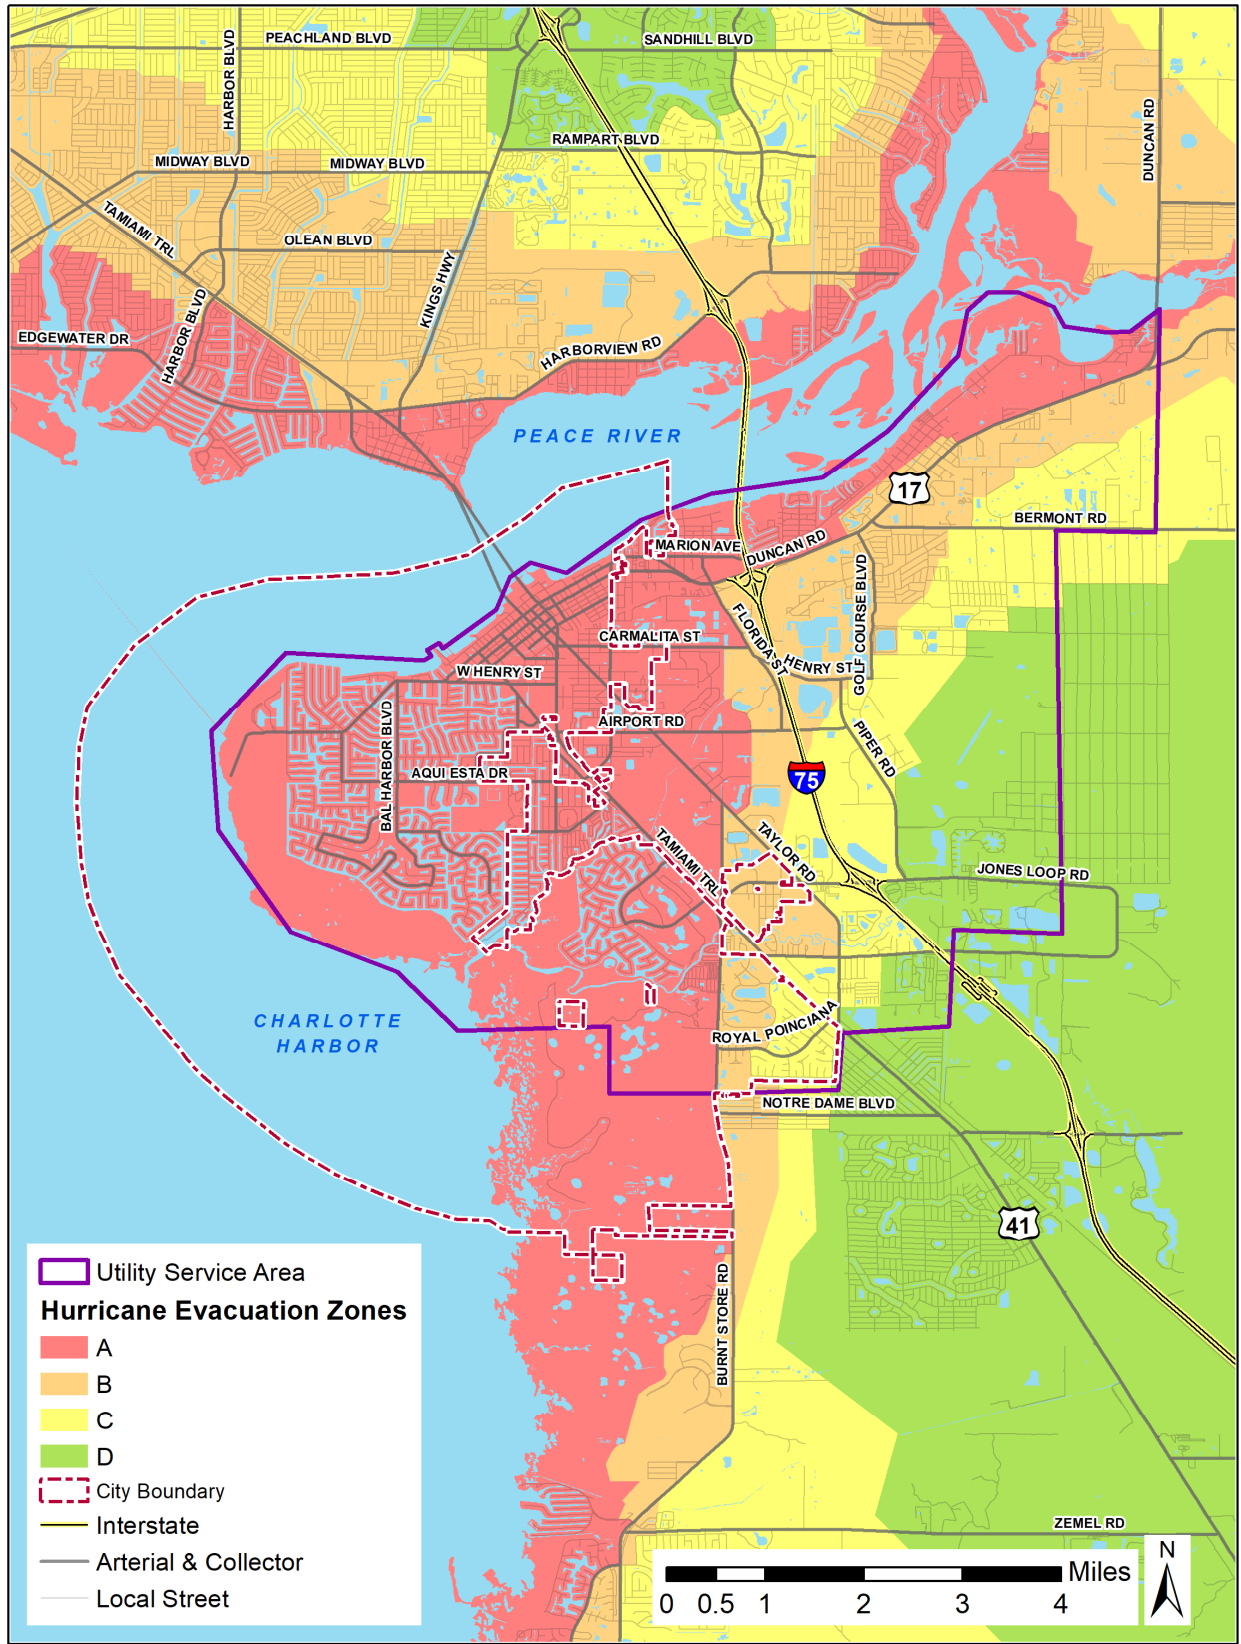 PEACHLAND BLVD
SANDHILL BLVD
HARBOR BLVD
DUNCAN RD
RAMPART BLVD
MIDWAY BLVD
MIDWAY BLVD
TAMIAMI TRL
OLEAN BLVD
KINGS HWY
HARBOR BLVD
EDGEWATER DR
HARBORVIEW RD
PEACE RIVER
17
BERMONT RD
MARION AVE
DUNCAN RD
GOLF COURSE BLVD
FLORIDA ST
CARMALITA ST
HENRY ST
W HENRY ST
BAL HARBOR BLVD
AIRPORT RD
PIPER RD
AQUI ESTA DR
75
TAMIAMI TRL
TAYLOR RD
JONES LOOP RD
CHARLOTTE
HARBOR
ROYAL POINCIANA
NOTRE DAME BLVD
41
BURNT STORE RD
ZEMEL RD
Utility Service Area
Hurricane Evacuation Zones
A
B
C
D
City Boundary
Interstate
Arterial & Collector
Local Street
Miles
0 0.5 1 2 3 4
N